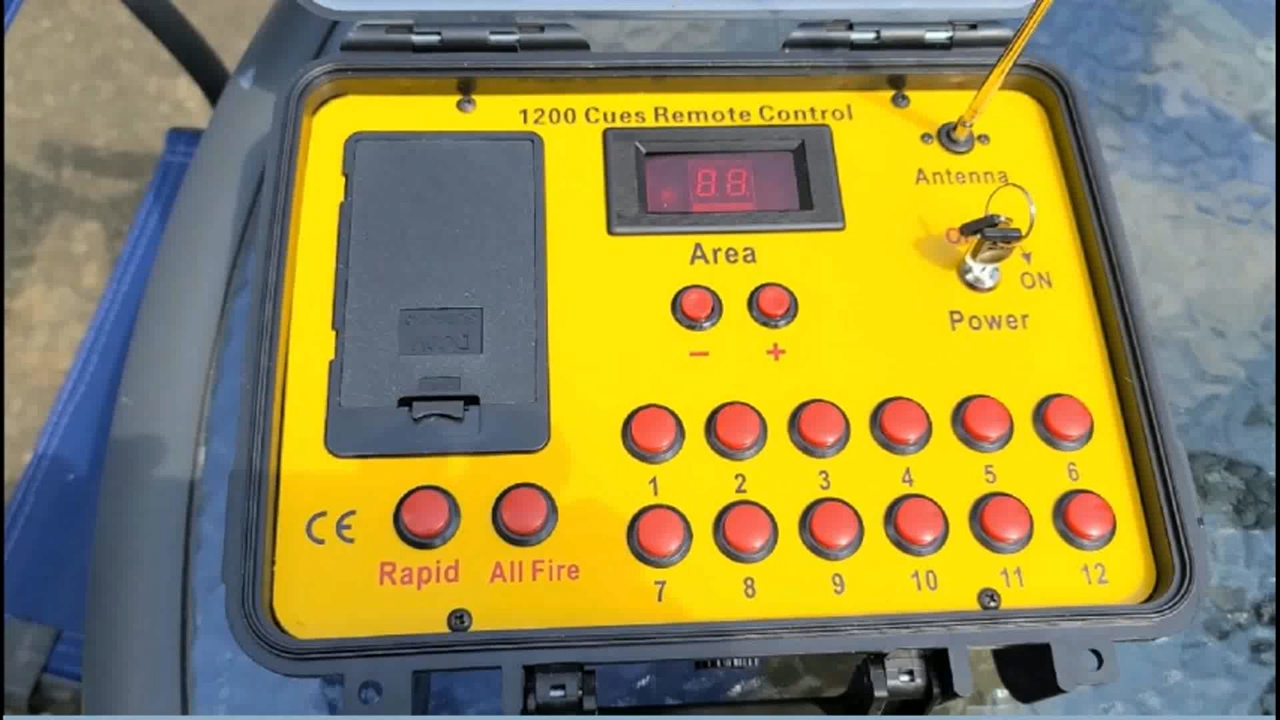 1200 Cues Remote Control
88
Antenna
Area
ON
Power
− +
1 2 3 4 5 6
CE
Rapid All Fire
7 8 9 10 11 12